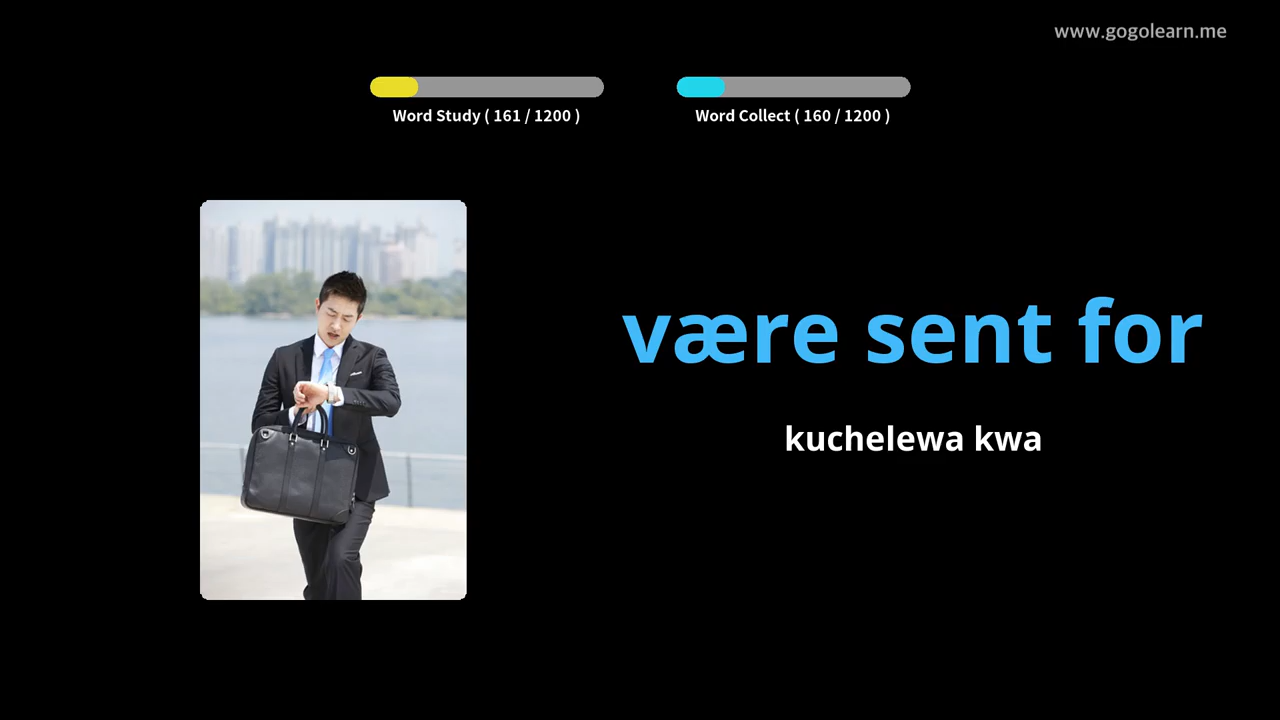 www.gogolearn.me
Word Study ( 161 / 1200 )
Word Collect ( 160 / 1200 )
være sent for
kuchelewa kwa